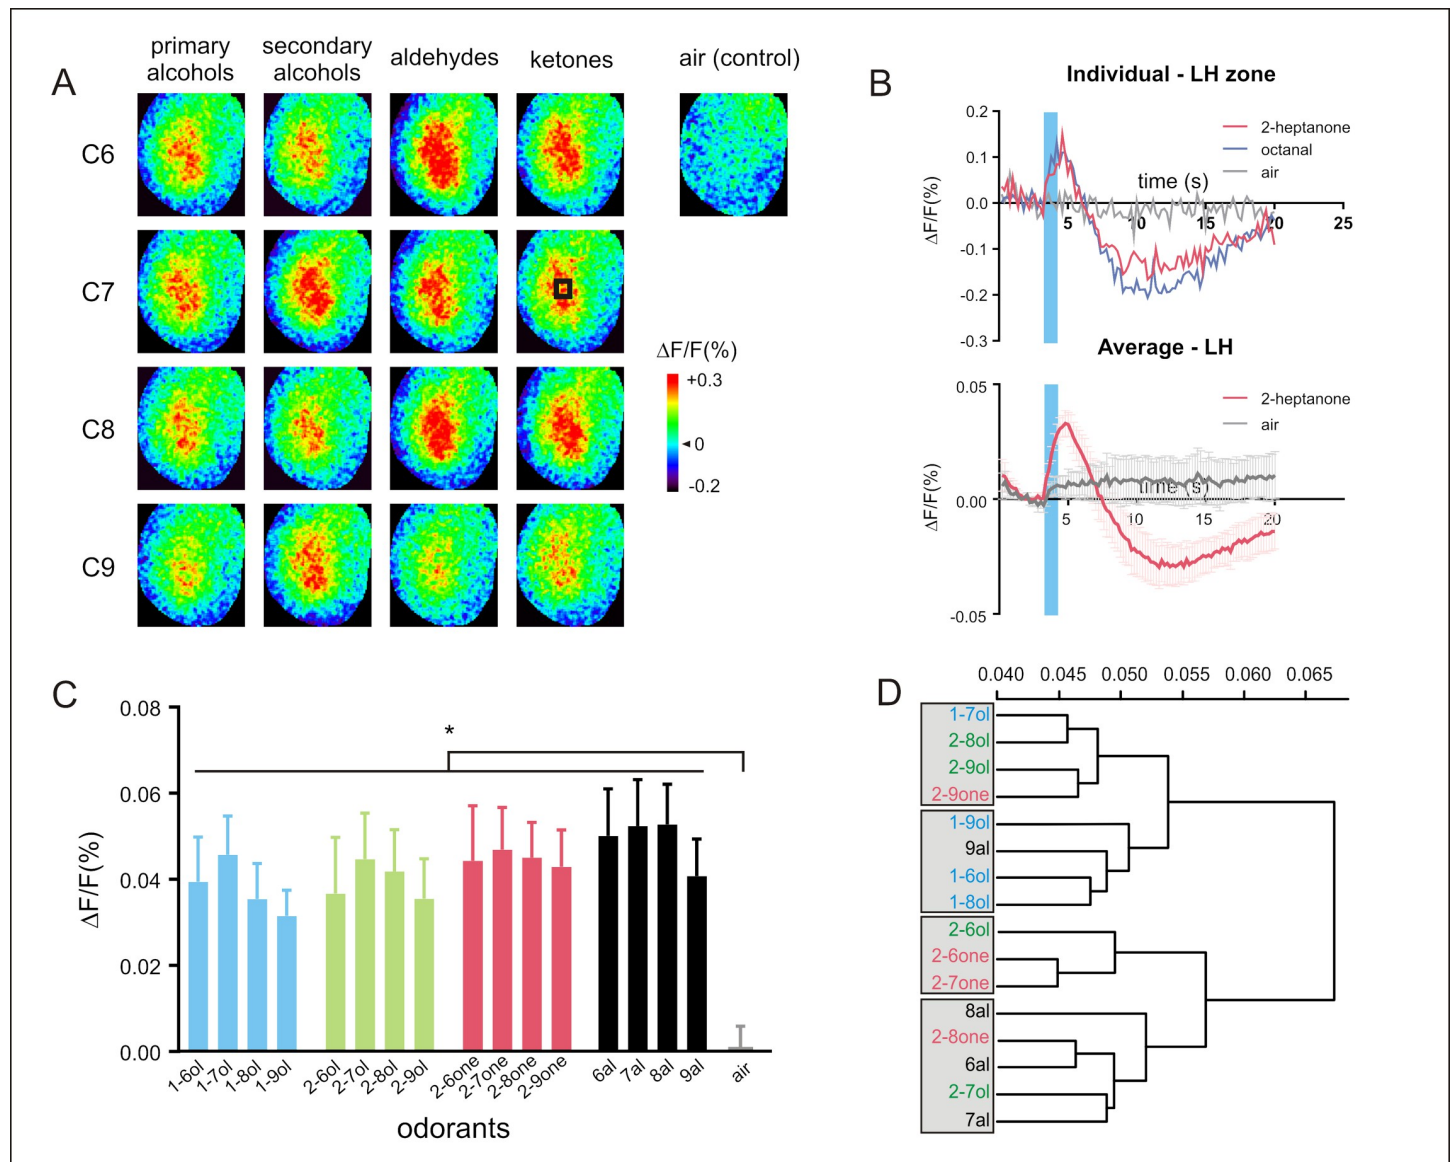 A
primary alcohols
secondary alcohols
aldehydes
ketones
air (control)
C6
C7
C8
C9
ΔF/F(%)
+0.3
0
-0.2
B
Individual - LH zone
ΔF/F(%)
0.2
0.1
0.0
-0.1
-0.2
-0.3
2-heptanone
octanal
air
time (s)
5 10 15 20 25
Average - LH
ΔF/F(%)
0.05
0.00
-0.05
2-heptanone
air
time (s)
5 10 15 20
C
ΔF/F(%)
0.08
0.06
0.04
0.02
0.00
*
1-6ol 1-7ol 1-8ol 1-9ol 2-6ol 2-7ol 2-8ol 2-9ol 2-6one 2-7one 2-8one 2-9one 6al 7al 8al 9al air
odorants
D
0.040 0.045 0.050 0.055 0.060 0.065
1-7ol
2-8ol
2-9ol
2-9one
1-9ol
9al
1-6ol
1-8ol
2-6ol
2-6one
2-7one
8al
2-8one
6al
2-7ol
7al